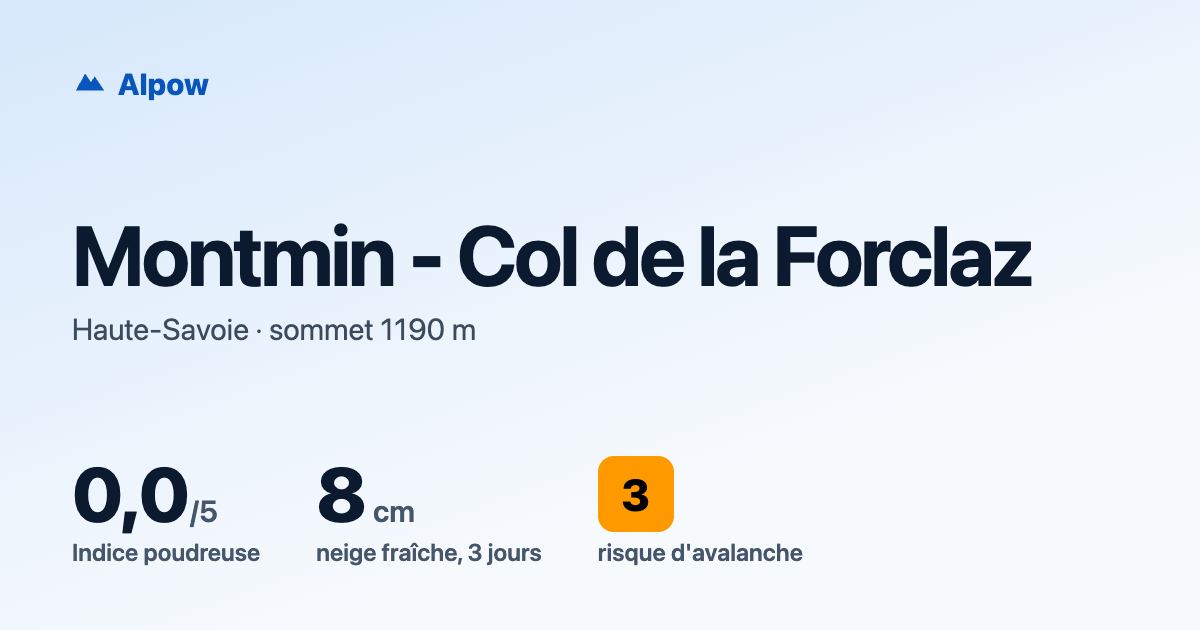 Alpow
Montmin - Col de la Forclaz
Haute-Savoie · sommet 1190 m
0,0/5
Indice poudreuse
8 cm
neige fraîche, 3 jours
3
risque d'avalanche